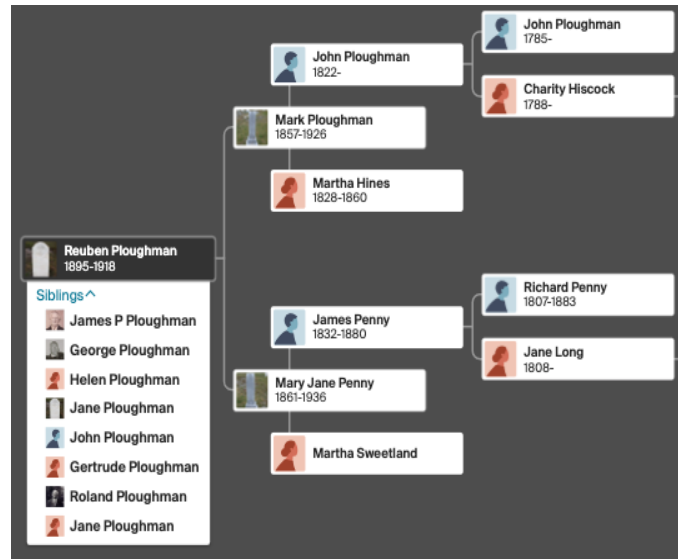 John Ploughman
1785-
John Ploughman
1822-
Charity Hiscock
1788-
Mark Ploughman
1857-1926
Martha Hines
1828-1860
Reuben Ploughman
1895-1918
Siblings^
James P Ploughman
George Ploughman
Helen Ploughman
Jane Ploughman
John Ploughman
Gertrude Ploughman
Roland Ploughman
Jane Ploughman
Richard Penny
1807-1883
James Penny
1832-1880
Jane Long
1808-
Mary Jane Penny
1861-1936
Martha Sweetland